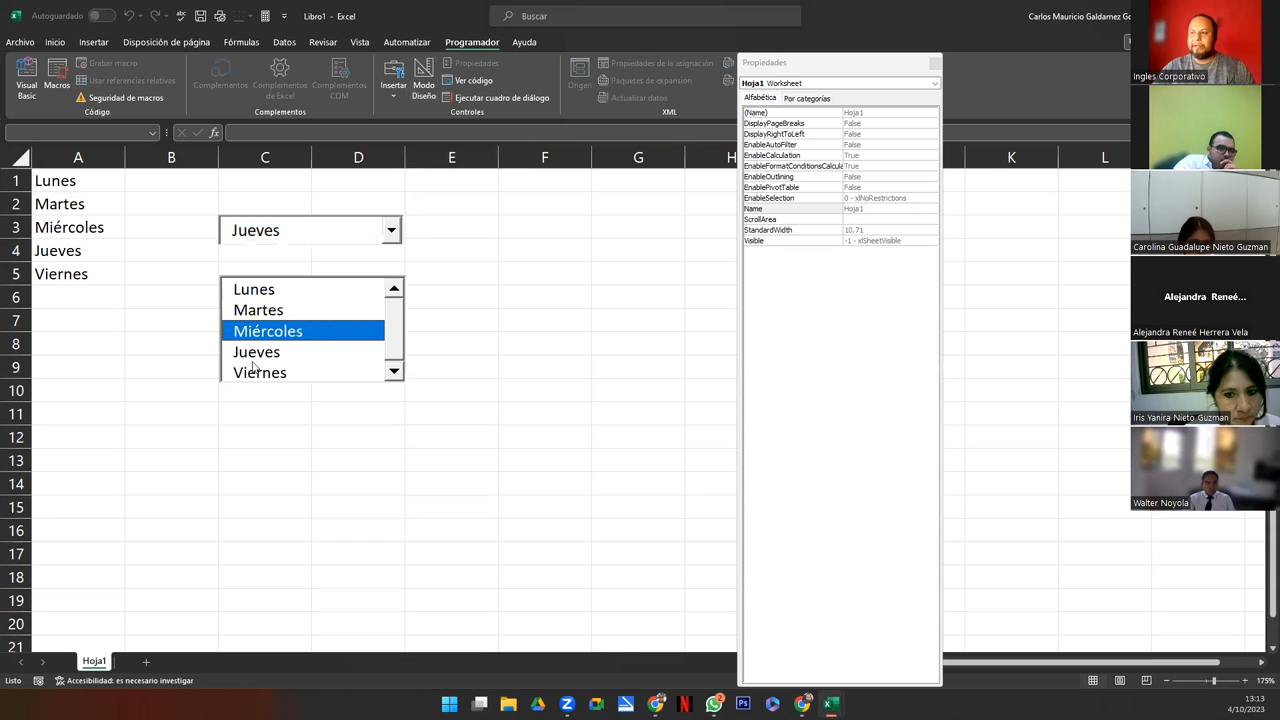 Autoguardado
Libro1 - Excel
Buscar
Carlos Mauricio Galdamez Go
Archivo Inicio Insertar Disposición de página Fórmulas Datos Revisar Vista Automatizar Programador Ayuda
Visual Basic
Macros
Grabar macro
Usar referencias relativas
Seguridad de macros
Código
Complementos
Complementos de Excel
Complementos COM
Complementos
Insertar
Modo Diseño
Propiedades
Ver código
Ejecutar cuadro de diálogo
Controles
Origen
Propiedades de la asignación
Paquetes de expansión
Actualizar datos
XML
fx
A B C D E F G H K L
1 Lunes
2 Martes
3 Miércoles
4 Jueves
5 Viernes
6
7
8
9
10
11
12
13
14
15
16
17
18
19
20
21
Jueves
Lunes
Martes
Miércoles
Jueves
Viernes
Propiedades
Hoja1 Worksheet
Alfabética Por categorías
(Name) Hoja1
DisplayPageBreaks False
DisplayRightToLeft False
EnableAutoFilter False
EnableCalculation True
EnableFormatConditionsCalcula True
EnableOutlining False
EnablePivotTable False
EnableSelection 0 - xlNoRestrictions
Name Hoja1
ScrollArea
StandardWidth 10,71
Visible -1 - xlSheetVisible
Ingles Corporativo
Carolina Guadalupe Nieto Guzman
Alejandra Reneé...
Alejandra Reneé Herrera Vela
Iris Yanira Nieto Guzman
Walter Noyola
Hoja1
Listo
Accesibilidad: es necesario investigar
175%
13:13
4/10/2023